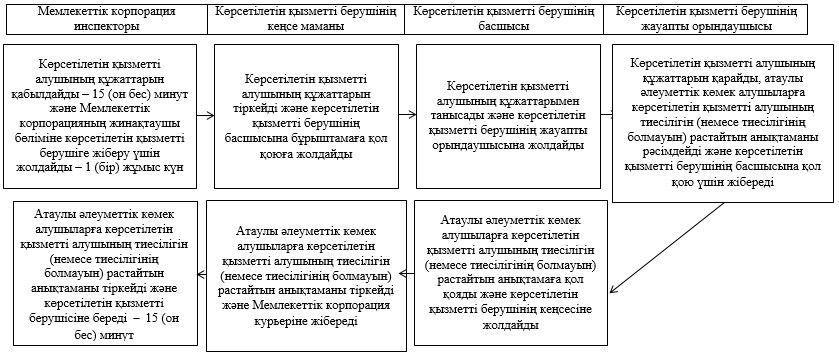 Мемлекеттік корпорация
инспекторы
Көрсетілетін қызметті берушінің
кеңсе маманы
Көрсетілетін қызметті берушінің
басшысы
Көрсетілетін қызметті берушінің
жауапты орындаушысы
Көрсетілетін қызметті
алушының құжаттарын
қабылдайды – 15 (он бес) минут
және Мемлекеттік
корпорацияның жинақтаушы
бөліміне көрсетілетін қызметті
берушіге жіберу үшін
жолдайды – 1 (бір) жұмыс күн
Көрсетілетін қызметті
алушының құжаттарын
тіркейді және көрсетілетін
қызметті берушінің
басшысына бұрыштамаға қол
қоюға жолдайды
Көрсетілетін қызметті
алушының құжаттарымен
танысады және көрсетілетін
қызметті берушінің жауапты
орындаушысына жолдайды
Көрсетілетін қызметті алушының
құжаттарын қарайды, атаулы
әлеуметтік көмек алушыларға
көрсетілетін қызметті алушының
тиесілігін (немесе тиесілігінің
болмауын) растайтын анықтаманы
рәсімдейді және көрсетілетін
қызметті берушінің басшысына қол
қою үшін жібереді
Атаулы әлеуметтік көмек
алушыларға көрсетілетін
қызметті алушының тиесілігін
(немесе тиесілігінің
болмауын) растайтын
анықтаманы тіркейді және
көрсетілетін қызметті
берушісіне береді – 15 (он
бес) минут
Атаулы әлеуметтік көмек
алушыларға көрсетілетін
қызметті алушының тиесілігін
(немесе тиесілігінің болмауын)
растайтын анықтаманы тіркейді
және Мемлекеттік корпорация
курьеріне жібереді
Атаулы әлеуметтік көмек
алушыларға көрсетілетін
қызметті алушының тиесілігін
(немесе тиесілігінің болмауын)
растайтын анықтамаға қол
қояды және көрсетілетін
қызметті берушінің кеңсесіне
жолдайды